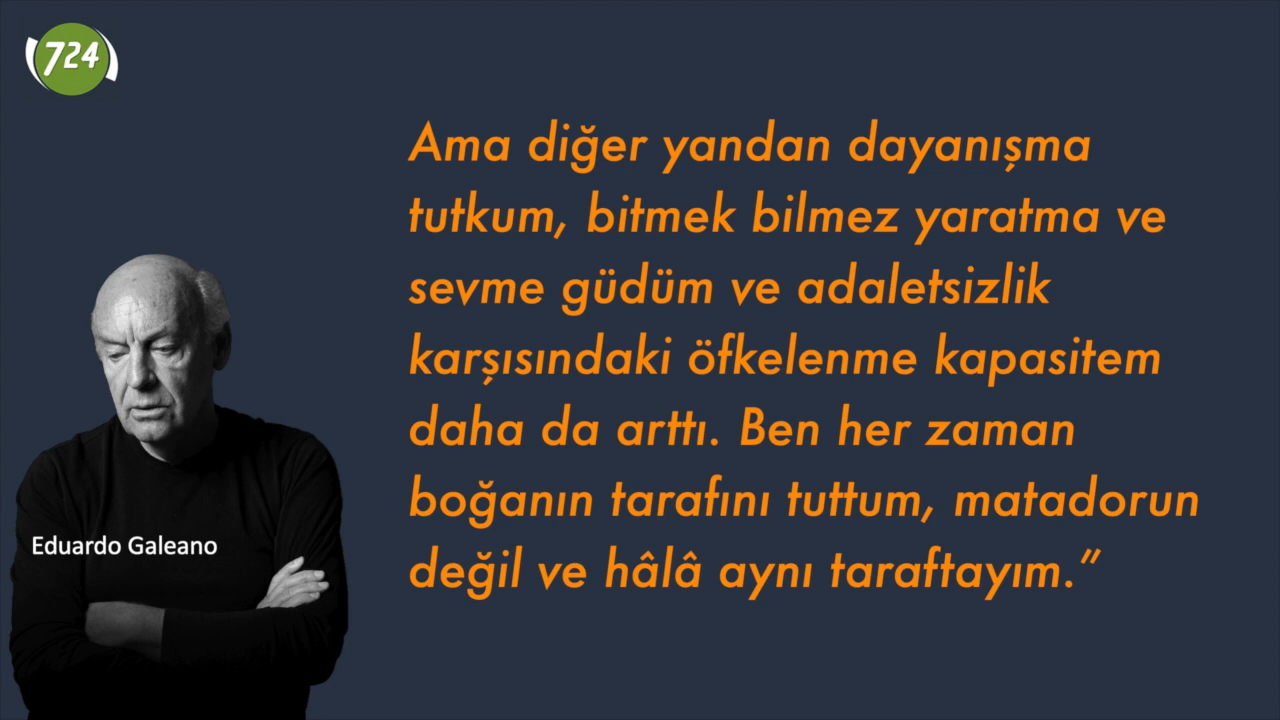 724
Ama diğer yandan dayanışma
tutkum, bitmek bilmez yaratma ve
sevme güdüm ve adaletsizlik
karşısındaki öfkelenme kapasitem
daha da arttı. Ben her zaman
boğanın tarafını tuttum, matadorun
değil ve hâlâ aynı taraftayım.”
Eduardo Galeano